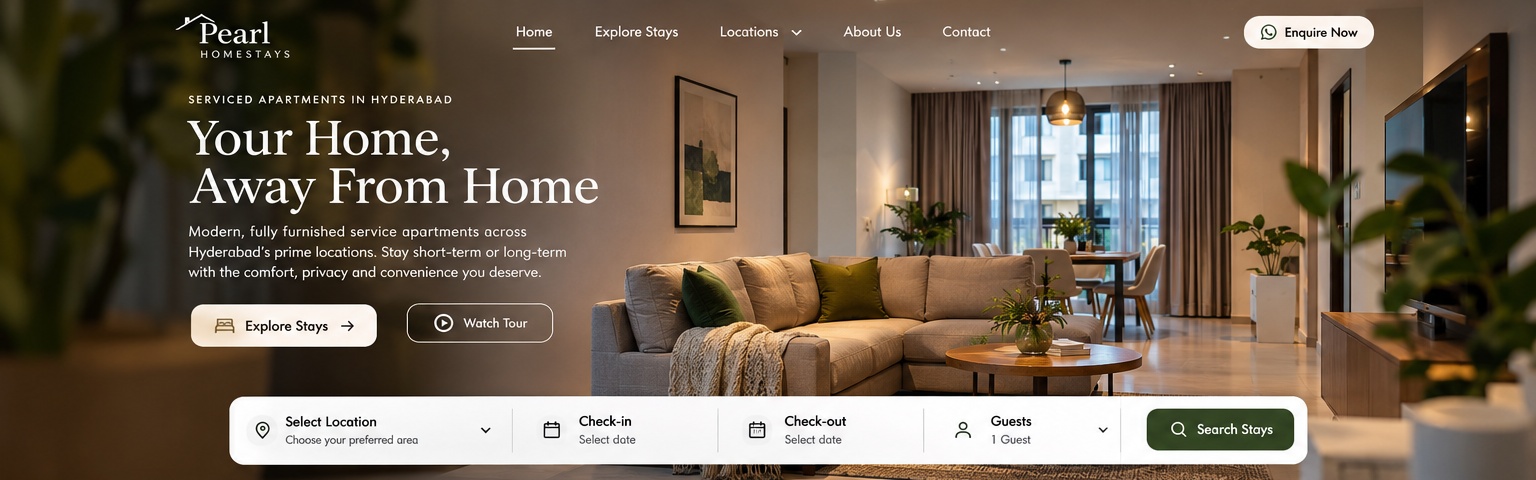 Pearl
HOMESTAYS
Home
Explore Stays
Locations
About Us
Contact
Enquire Now
SERVICED APARTMENTS IN HYDERABAD
Your Home,
Away From Home
Modern, fully furnished service apartments across
Hyderabad's prime locations. Stay short-term or long-term
with the comfort, privacy and convenience you deserve.
Explore Stays
Watch Tour
Select Location
Choose your preferred area
Check-in
Select date
Check-out
Select date
Guests
1 Guest
Search Stays